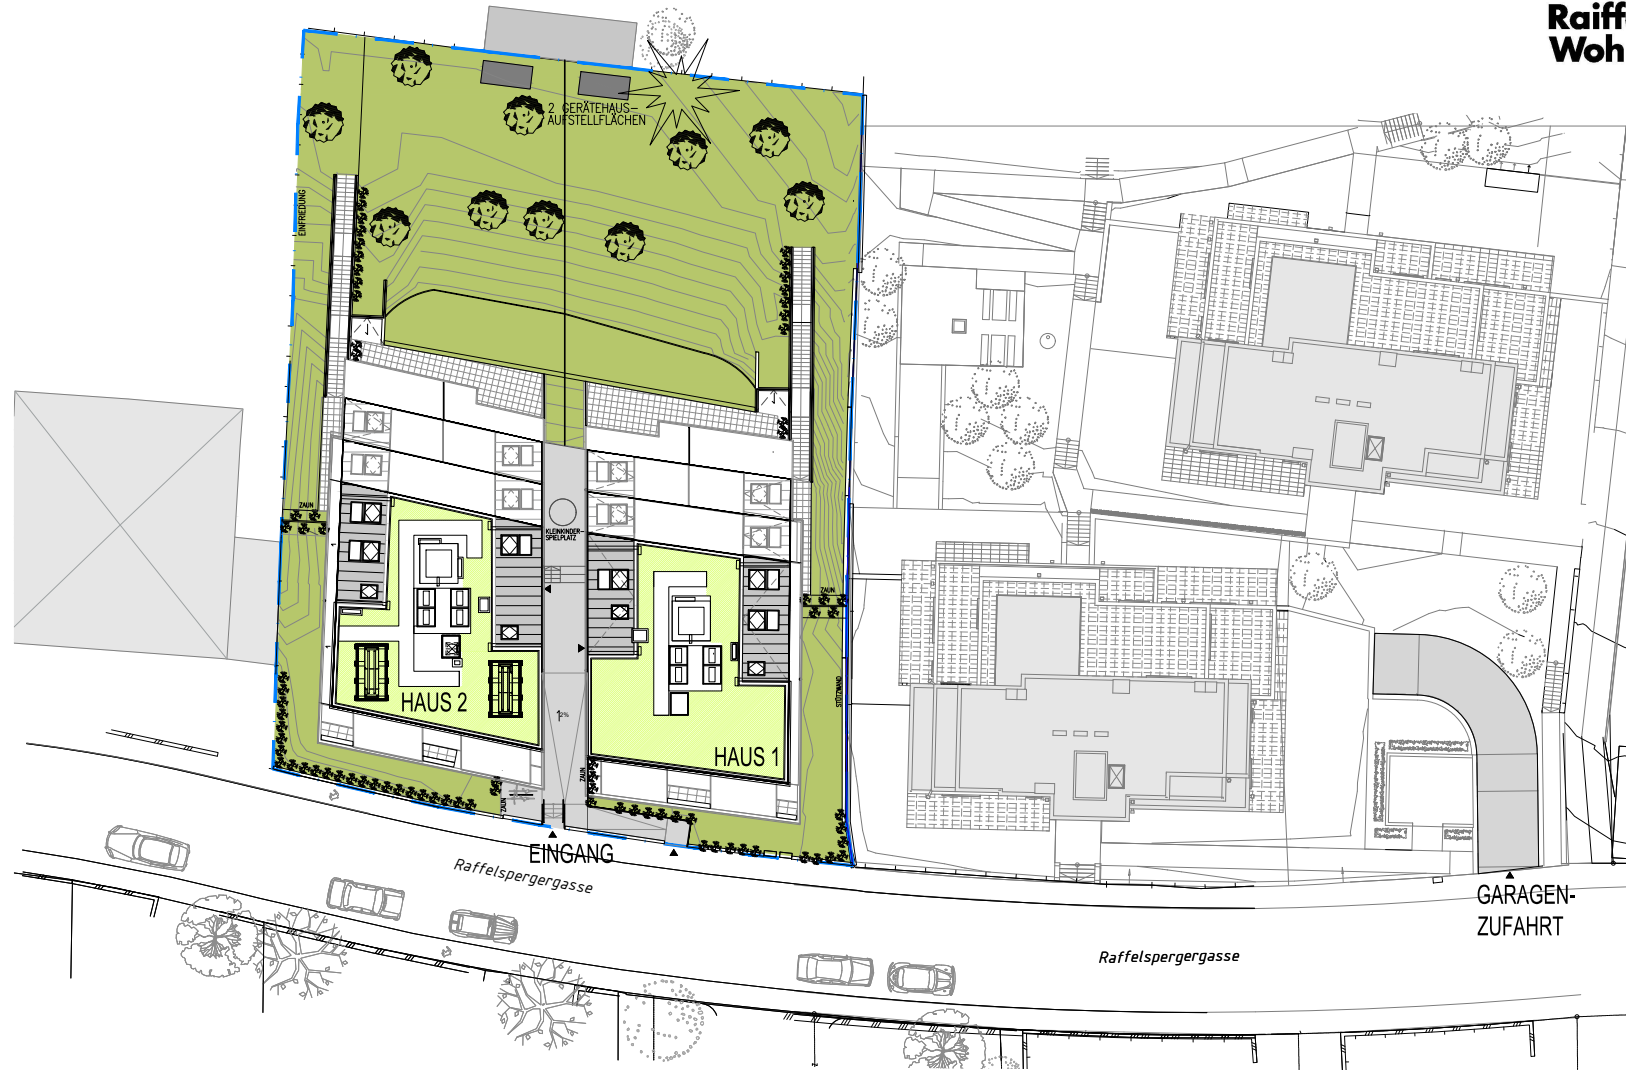 Raiff
Woh
2 GERÄTEHAUS-
AUFSTELLFLÄCHEN
EINFRIEDUNG
ZAUN
KLEINKINDER-
SPIELPLATZ
ZAUN
STÜTZWAND
HAUS 2
HAUS 1
12%
ZAUN
ZAUN
EINGANG
Raffelspergergasse
GARAGEN-
ZUFAHRT
Raffelspergergasse